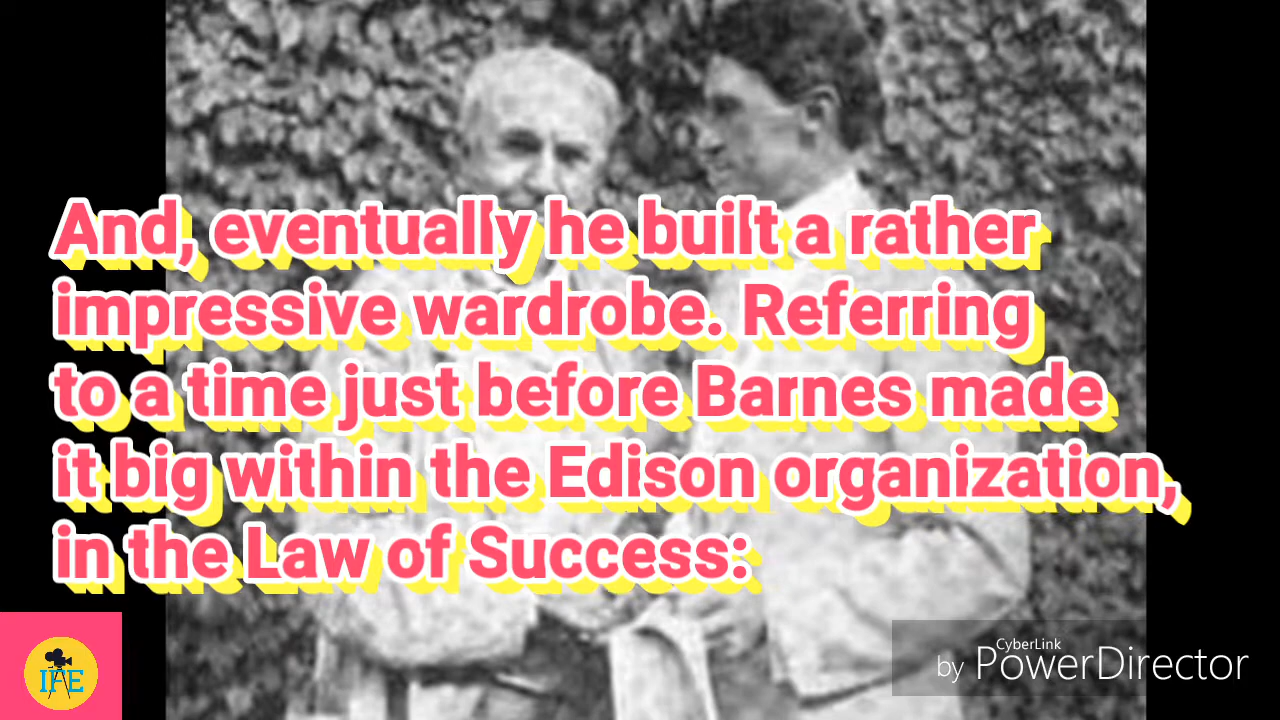 And, eventually he built a rather
impressive wardrobe. Referring
to a time just before Barnes made
it big within the Edison organization,
in the Law of Success:
IFE
CyberLink
by PowerDirector